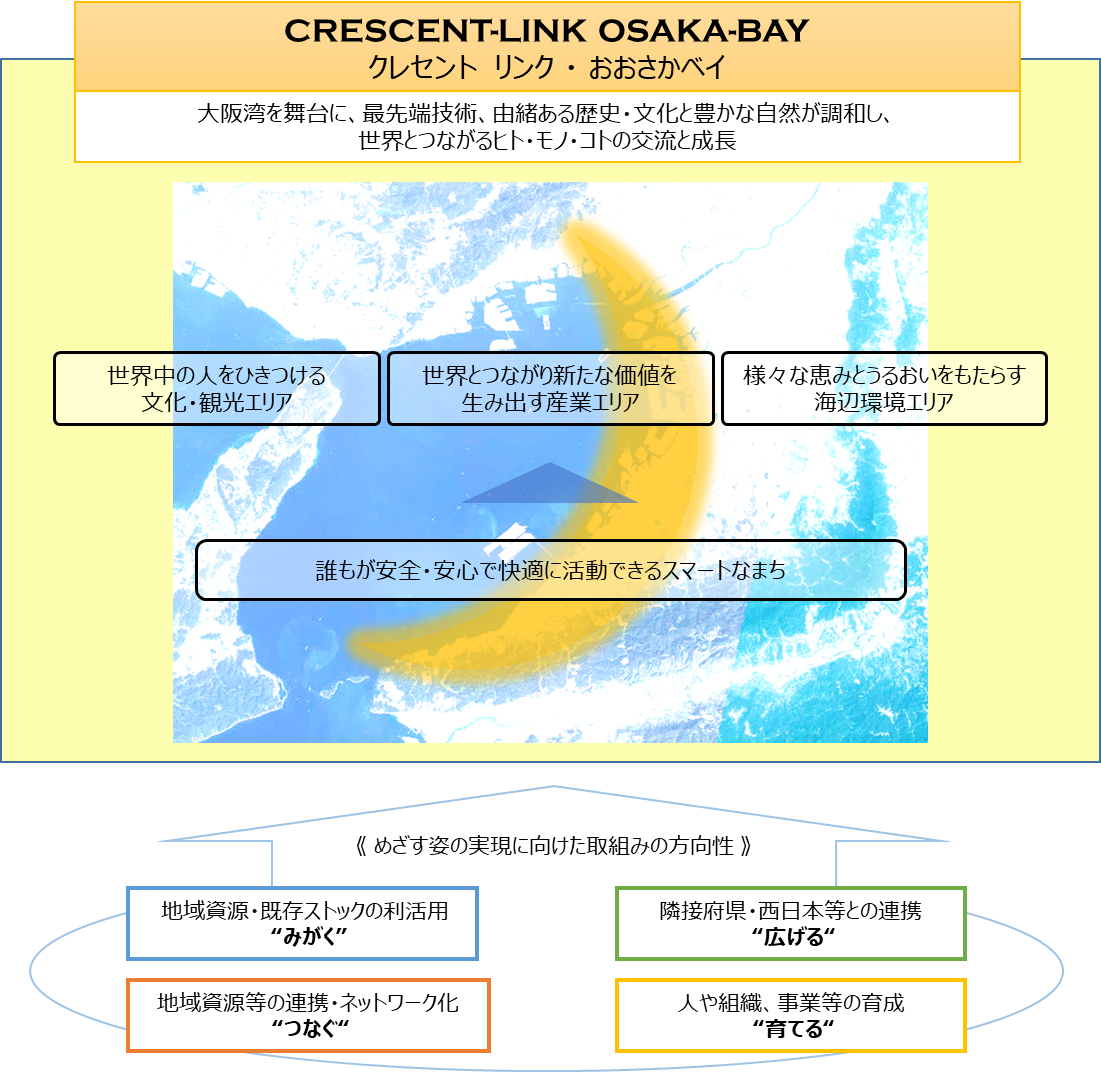 CRESCENT-LINK OSAKA-BAY
クレセント リンク ・ おおさかベイ
大阪湾を舞台に、最先端技術、由緒ある歴史・文化と豊かな自然が調和し、
世界とつながるヒト・モノ・コトの交流と成長
世界中の人をひきつける
文化・観光エリア
世界とつながり新たな価値を
生み出す産業エリア
様々な恵みとうるおいをもたらす
海辺環境エリア
誰もが安全・安心で快適に活動できるスマートなまち
《 めざす姿の実現に向けた取組みの方向性 》
地域資源・既存ストックの利活用
“みがく”
隣接府県・西日本等との連携
“広げる“
地域資源等の連携・ネットワーク化
“つなぐ“
人や組織、事業等の育成
“育てる“